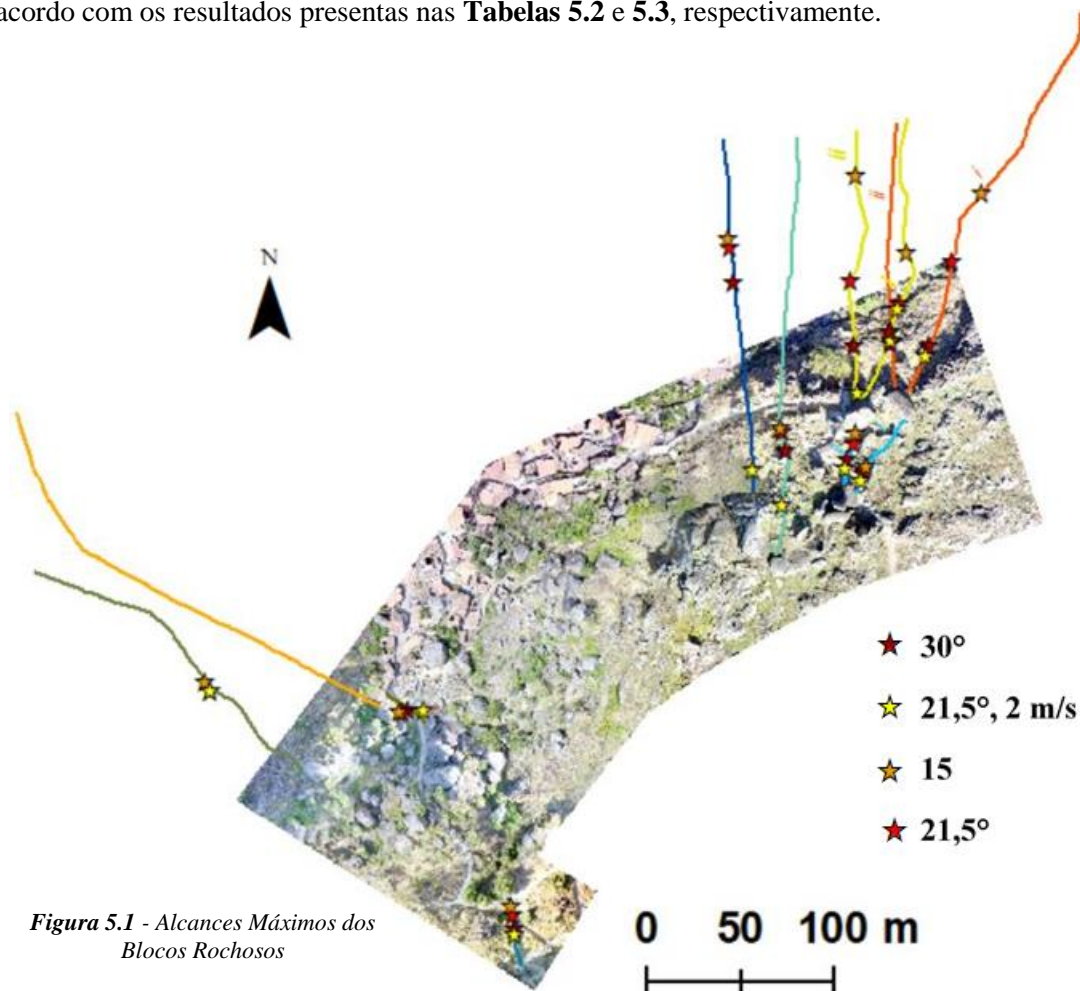 acordo com os resultados presentas nas Tabelas 5.2 e 5.3, respectivamente.
N
30°
21,5°, 2 m/s
15
21,5°
Figura 5.1 - Alcances Máximos dos
Blocos Rochosos
0 50 100 m